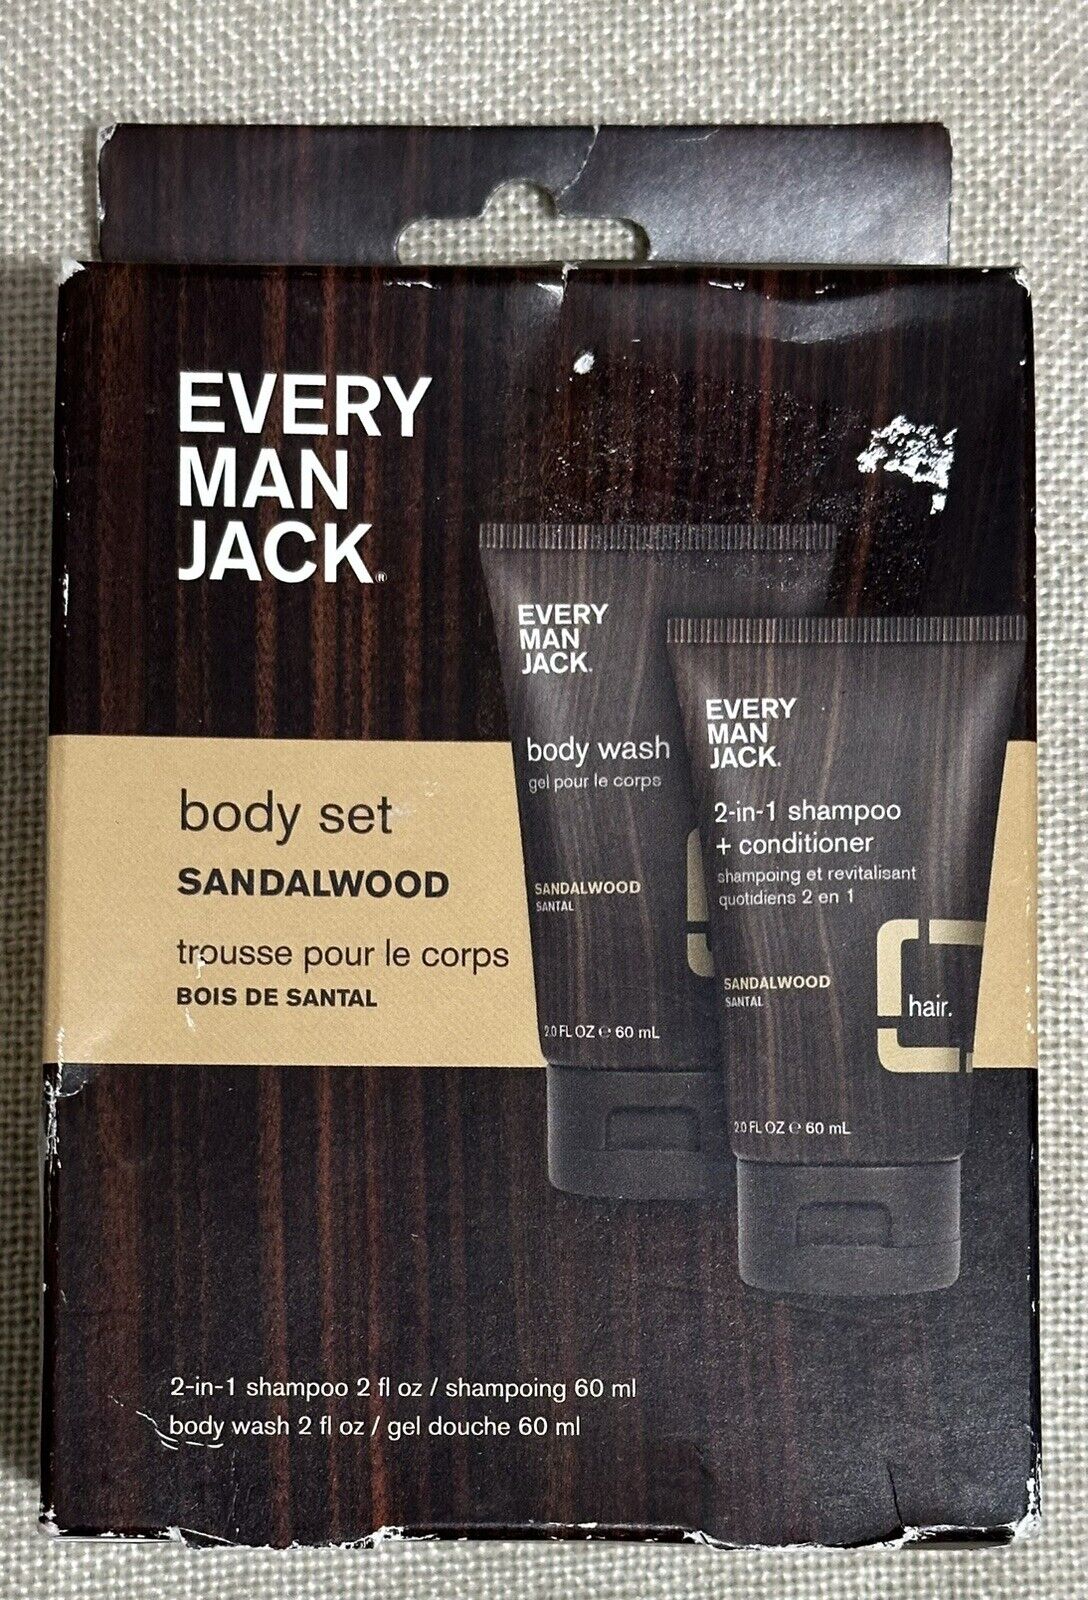 EVERY
MAN
JACK®
body set
SANDALWOOD
trousse pour le corps
BOIS DE SANTAL
EVERY
MAN
JACK.
body wash
gel pour le corps
SANDALWOOD
SANTAL
2.0 FL OZ ℮ 60 mL
EVERY
MAN
JACK.
2-in-1 shampoo
+ conditioner
shampoing et revitalisant
quotidiens 2 en 1
SANDALWOOD
SANTAL
hair.
2.0 FL OZ ℮ 60 mL
2-in-1 shampoo 2 fl oz / shampoing 60 ml
body wash 2 fl oz / gel douche 60 ml